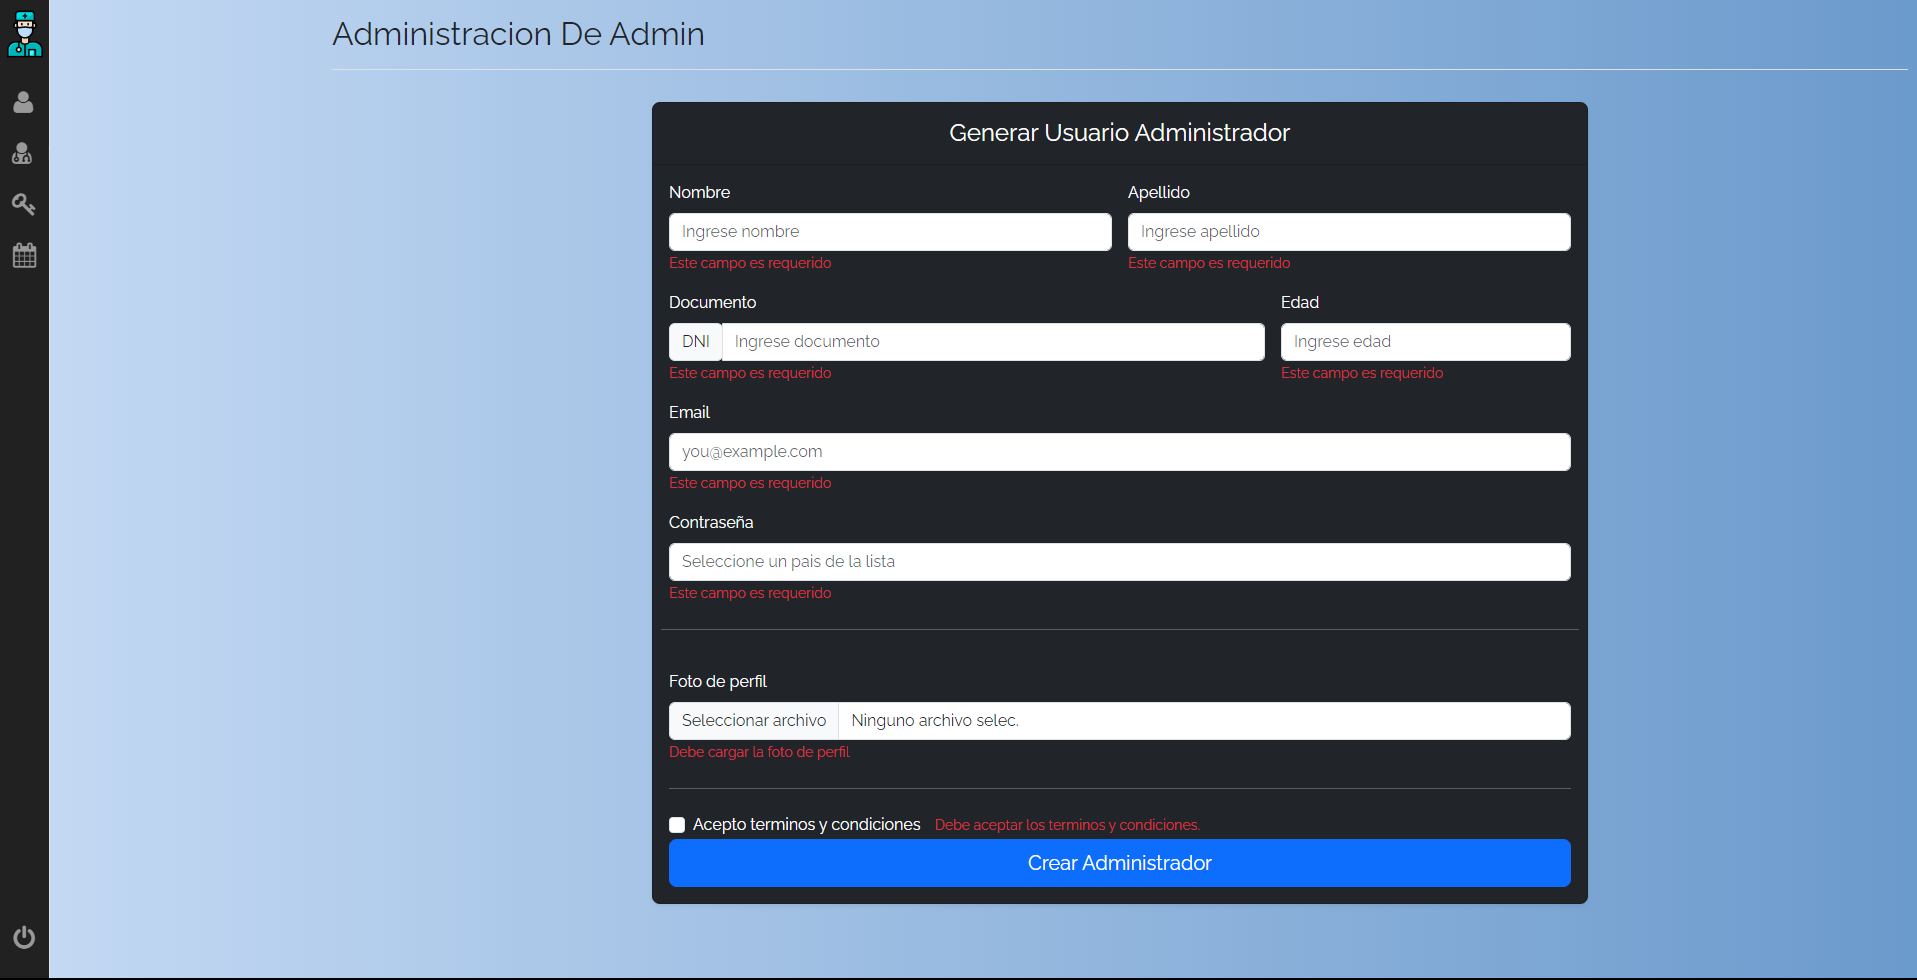 Administracion De Admin
Generar Usuario Administrador
Nombre
Apellido
Ingrese nombre
Ingrese apellido
Este campo es requerido
Este campo es requerido
Documento
Edad
DNI
Ingrese documento
Ingrese edad
Este campo es requerido
Este campo es requerido
Email
you@example.com
Este campo es requerido
Contraseña
Seleccione un pais de la lista
Este campo es requerido
Foto de perfil
Seleccionar archivo
Ninguno archivo selec.
Debe cargar la foto de perfil
Acepto terminos y condiciones
Debe aceptar los terminos y condiciones.
Crear Administrador